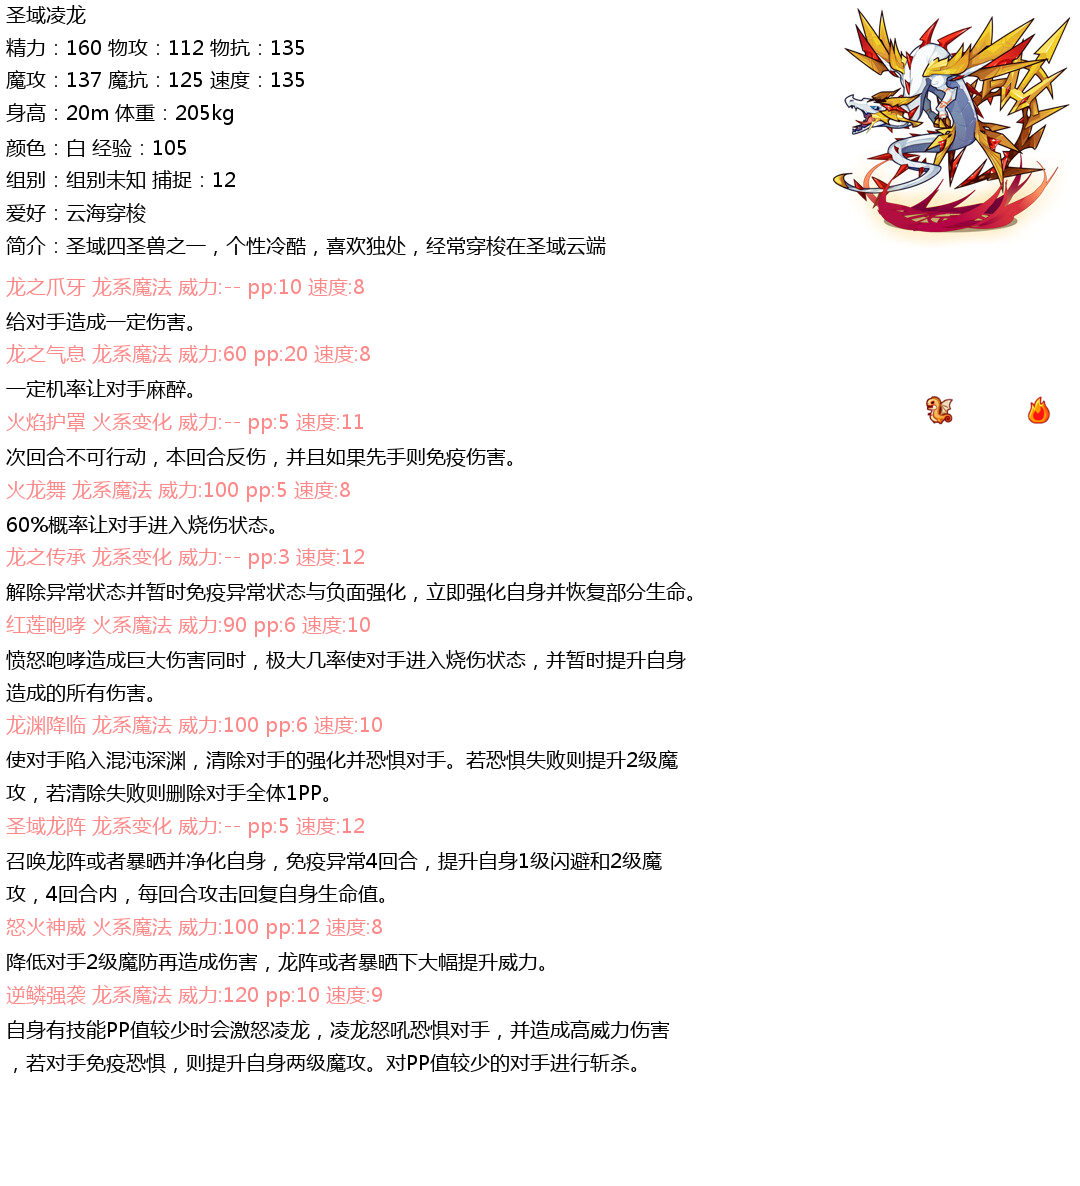 圣域凌龙
精力：160 物攻：112 物抗：135
魔攻：137 魔抗：125 速度：135
身高：20m 体重：205kg
颜色：白 经验：105
组别：组别未知 捕捉：12
爱好：云海穿梭
简介：圣域四圣兽之一，个性冷酷，喜欢独处，经常穿梭在圣域云端
龙之爪牙 龙系魔法 威力:-- pp:10 速度:8
给对手造成一定伤害。
龙之气息 龙系魔法 威力:60 pp:20 速度:8
一定机率让对手麻醉。
火焰护罩 火系变化 威力:-- pp:5 速度:11
次回合不可行动，本回合反伤，并且如果先手则免疫伤害。
火龙舞 龙系魔法 威力:100 pp:5 速度:8
60%概率让对手进入烧伤状态。
龙之传承 龙系变化 威力:-- pp:3 速度:12
解除异常状态并暂时免疫异常状态与负面强化，立即强化自身并恢复部分生命。
红莲咆哮 火系魔法 威力:90 pp:6 速度:10
愤怒咆哮造成巨大伤害同时，极大几率使对手进入烧伤状态，并暂时提升自身
造成的所有伤害。
龙渊降临 龙系魔法 威力:100 pp:6 速度:10
使对手陷入混沌深渊，清除对手的强化并恐惧对手。若恐惧失败则提升2级魔
攻，若清除失败则删除对手全体1PP。
圣域龙阵 龙系变化 威力:-- pp:5 速度:12
召唤龙阵或者暴晒并净化自身，免疫异常4回合，提升自身1级闪避和2级魔
攻，4回合内，每回合攻击回复自身生命值。
怒火神威 火系魔法 威力:100 pp:12 速度:8
降低对手2级魔防再造成伤害，龙阵或者暴晒下大幅提升威力。
逆鳞强袭 龙系魔法 威力:120 pp:10 速度:9
自身有技能PP值较少时会激怒凌龙，凌龙怒吼恐惧对手，并造成高威力伤害
，若对手免疫恐惧，则提升自身两级魔攻。对PP值较少的对手进行斩杀。